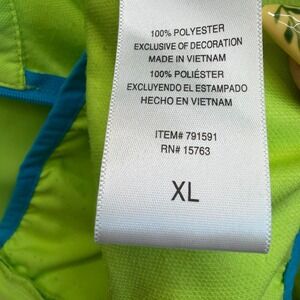 100% POLYESTER
EXCLUSIVE OF DECORATION
MADE IN VIETNAM
100% POLIÉSTER
EXCLUYENDO EL ESTAMPADO
HECHO EN VIETNAM
ITEM# 791591
RN# 15763
XL